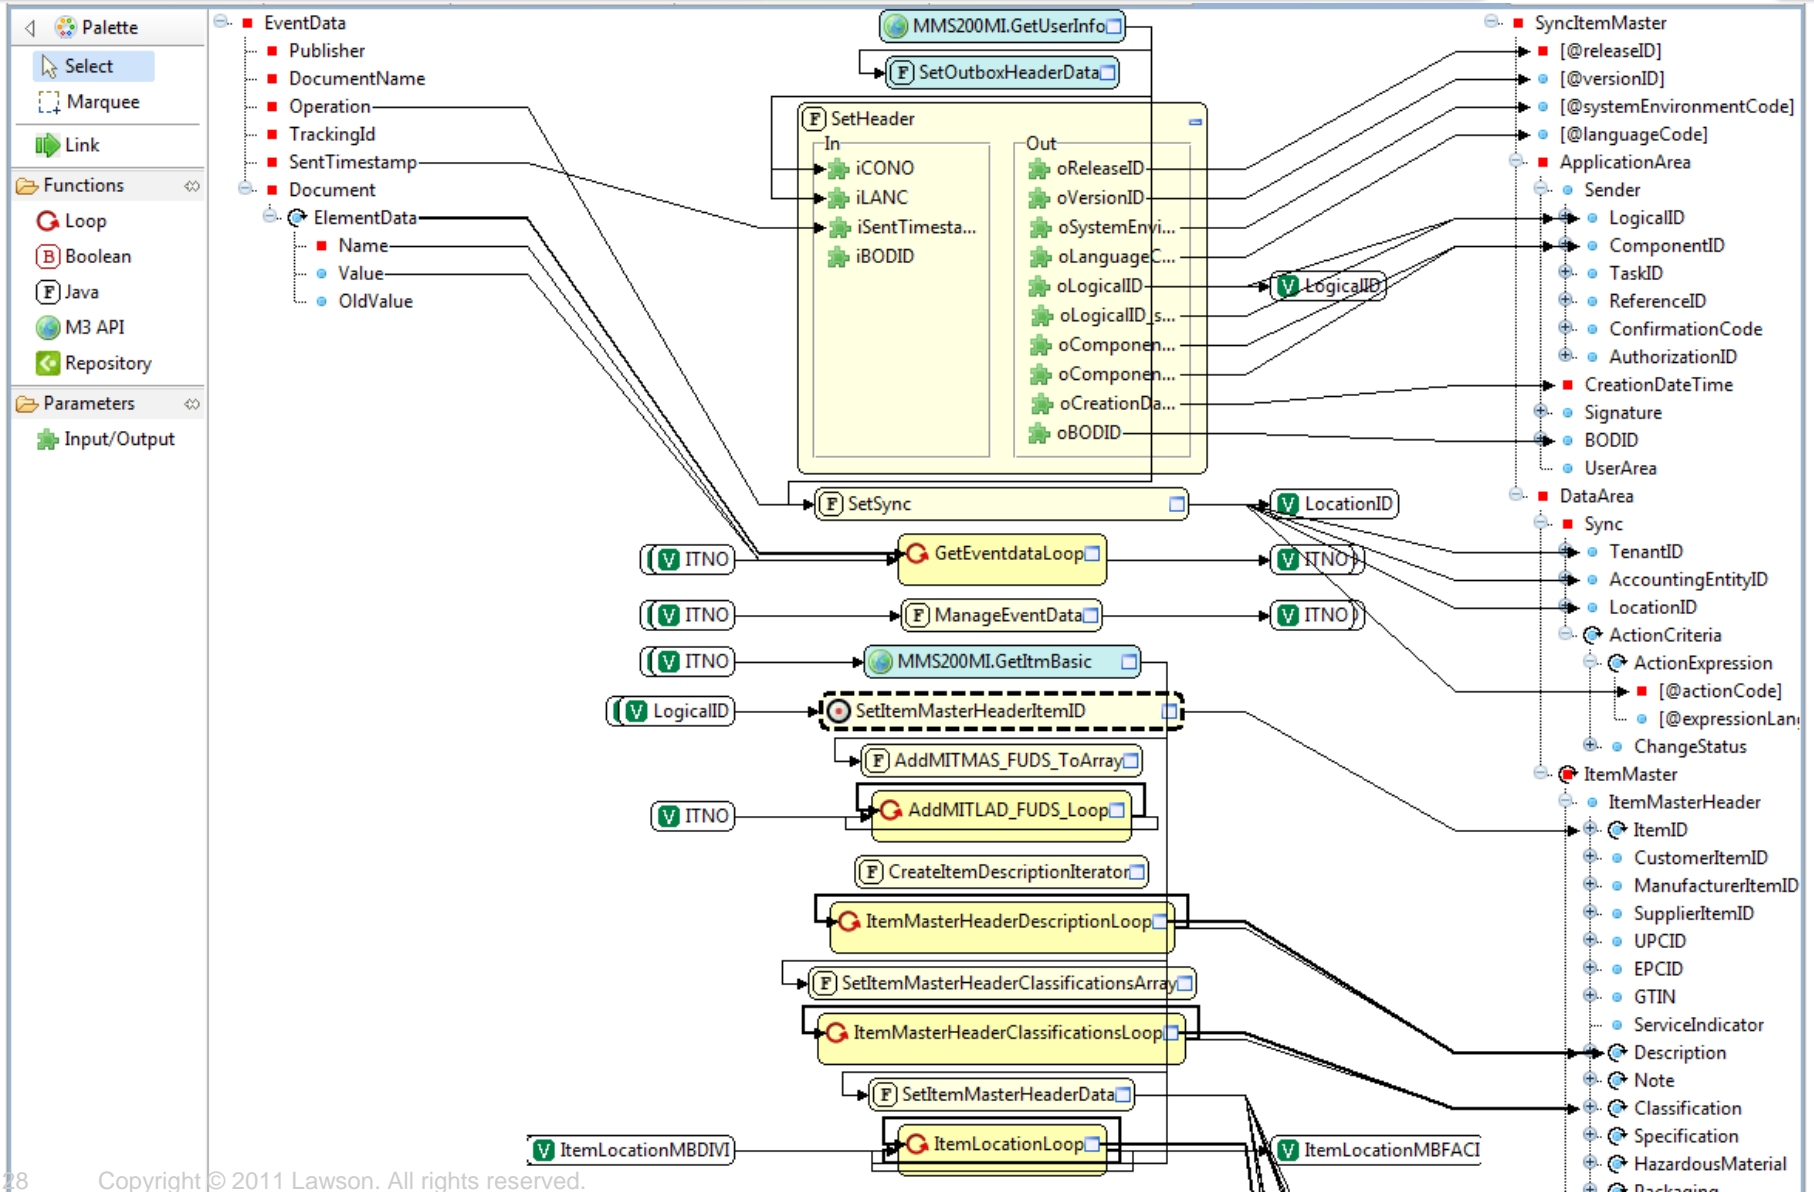 Palette
Select
Marquee
Link
Functions
Loop
Boolean
Java
M3 API
Repository
Parameters
Input/Output
EventData
Publisher
DocumentName
Operation
TrackingId
SentTimestamp
Document
ElementData
Name
Value
OldValue
MMS200MI.GetUserInfo
SetOutboxHeaderData
SetHeader
In
iCONO
iLANC
iSentTimesta...
iBODID
Out
oReleaseID
oVersionID
oSystemEnvi...
oLanguageC...
oLogicalID
oLogicalID_s...
oComponen...
oComponen...
oCreationDa...
oBODID
LogicalID
SetSync
LocationID
ITNO
GetEventdataLoop
ITNO
ITNO
ManageEventData
ITNO
ITNO
MMS200MI.GetItmBasic
LogicalID
SetItemMasterHeaderItemID
AddMITMAS_FUDS_ToArray
ITNO
AddMITLAD_FUDS_Loop
CreateItemDescriptionIterator
ItemMasterHeaderDescriptionLoop
SetItemMasterHeaderClassificationsArray
ItemMasterHeaderClassificationsLoop
SetItemMasterHeaderData
ItemLocationMBDIVI
ItemLocationLoop
ItemLocationMBFACI
SyncItemMaster
[@releaseID]
[@versionID]
[@systemEnvironmentCode]
[@languageCode]
ApplicationArea
Sender
LogicalID
ComponentID
TaskID
ReferenceID
ConfirmationCode
AuthorizationID
CreationDateTime
Signature
BODID
UserArea
DataArea
Sync
TenantID
AccountingEntityID
LocationID
ActionCriteria
ActionExpression
[@actionCode]
[@expressionLan
ChangeStatus
ItemMaster
ItemMasterHeader
ItemID
CustomerItemID
ManufacturerItemID
SupplierItemID
UPCID
EPCID
GTIN
ServiceIndicator
Description
Note
Classification
Specification
HazardousMaterial
Packaging
28 Copyright © 2011 Lawson. All rights reserved.